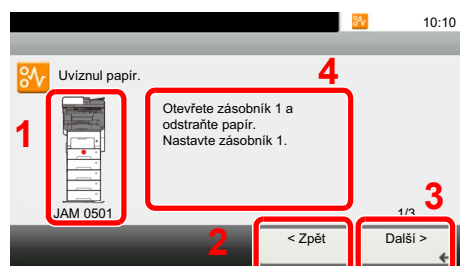 10:10
Uvíznul papír.
4
1
Otevřete zásobník 1 a
odstraňte papír.
Nastavte zásobník 1.
JAM 0501
1/3
3
2
< Zpět
Další >